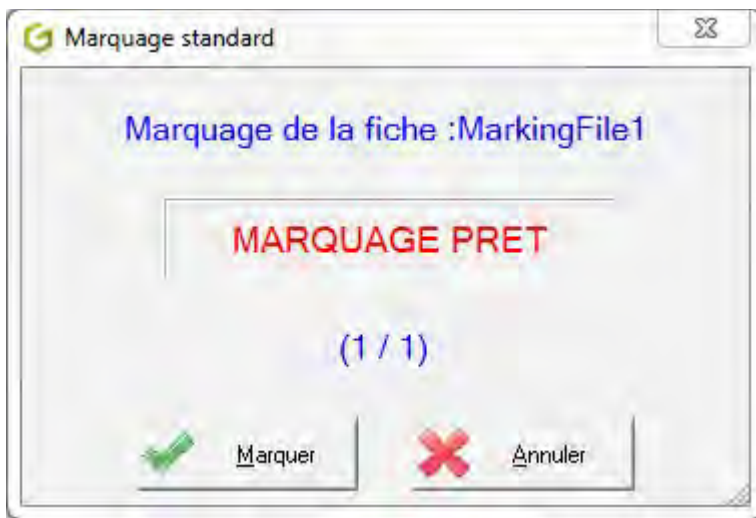 Marquage standard
Marquage de la fiche :MarkingFile1
MARQUAGE PRET
(1 / 1)
Marquer
Annuler